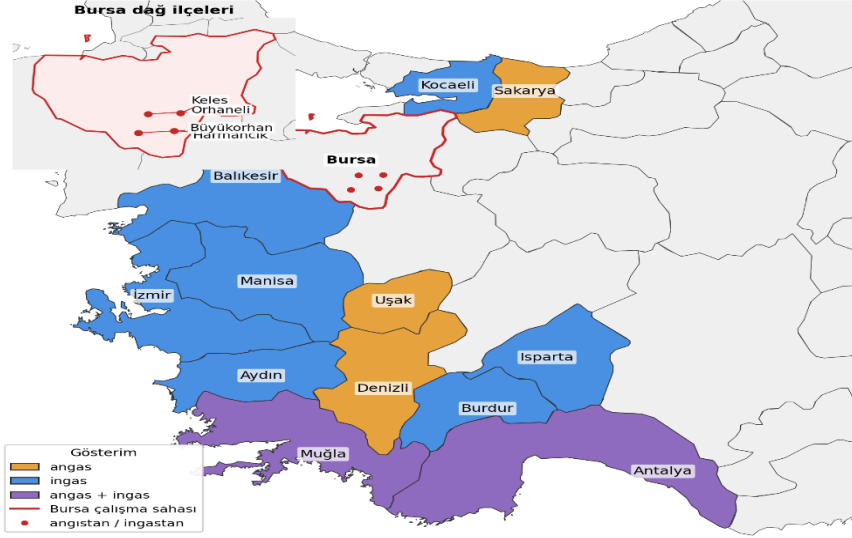 Bursa dağ ilçeleri
Keles
Orhaneli
Büyükorhan
Harmancık
Kocaeli
Sakarya
Bursa
Balıkesir
Manisa
İzmir
Uşak
Isparta
Aydın
Denizli
Burdur
Muğla
Antalya
Gösterim
angas
ingas
angas + ingas
Bursa çalışma sahası
angıstan / ingastan